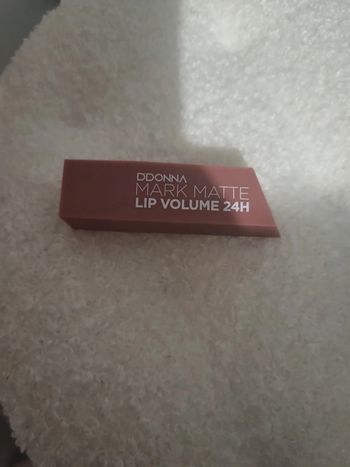 DDONNA
MARK MATTE
LIP VOLUME 24H